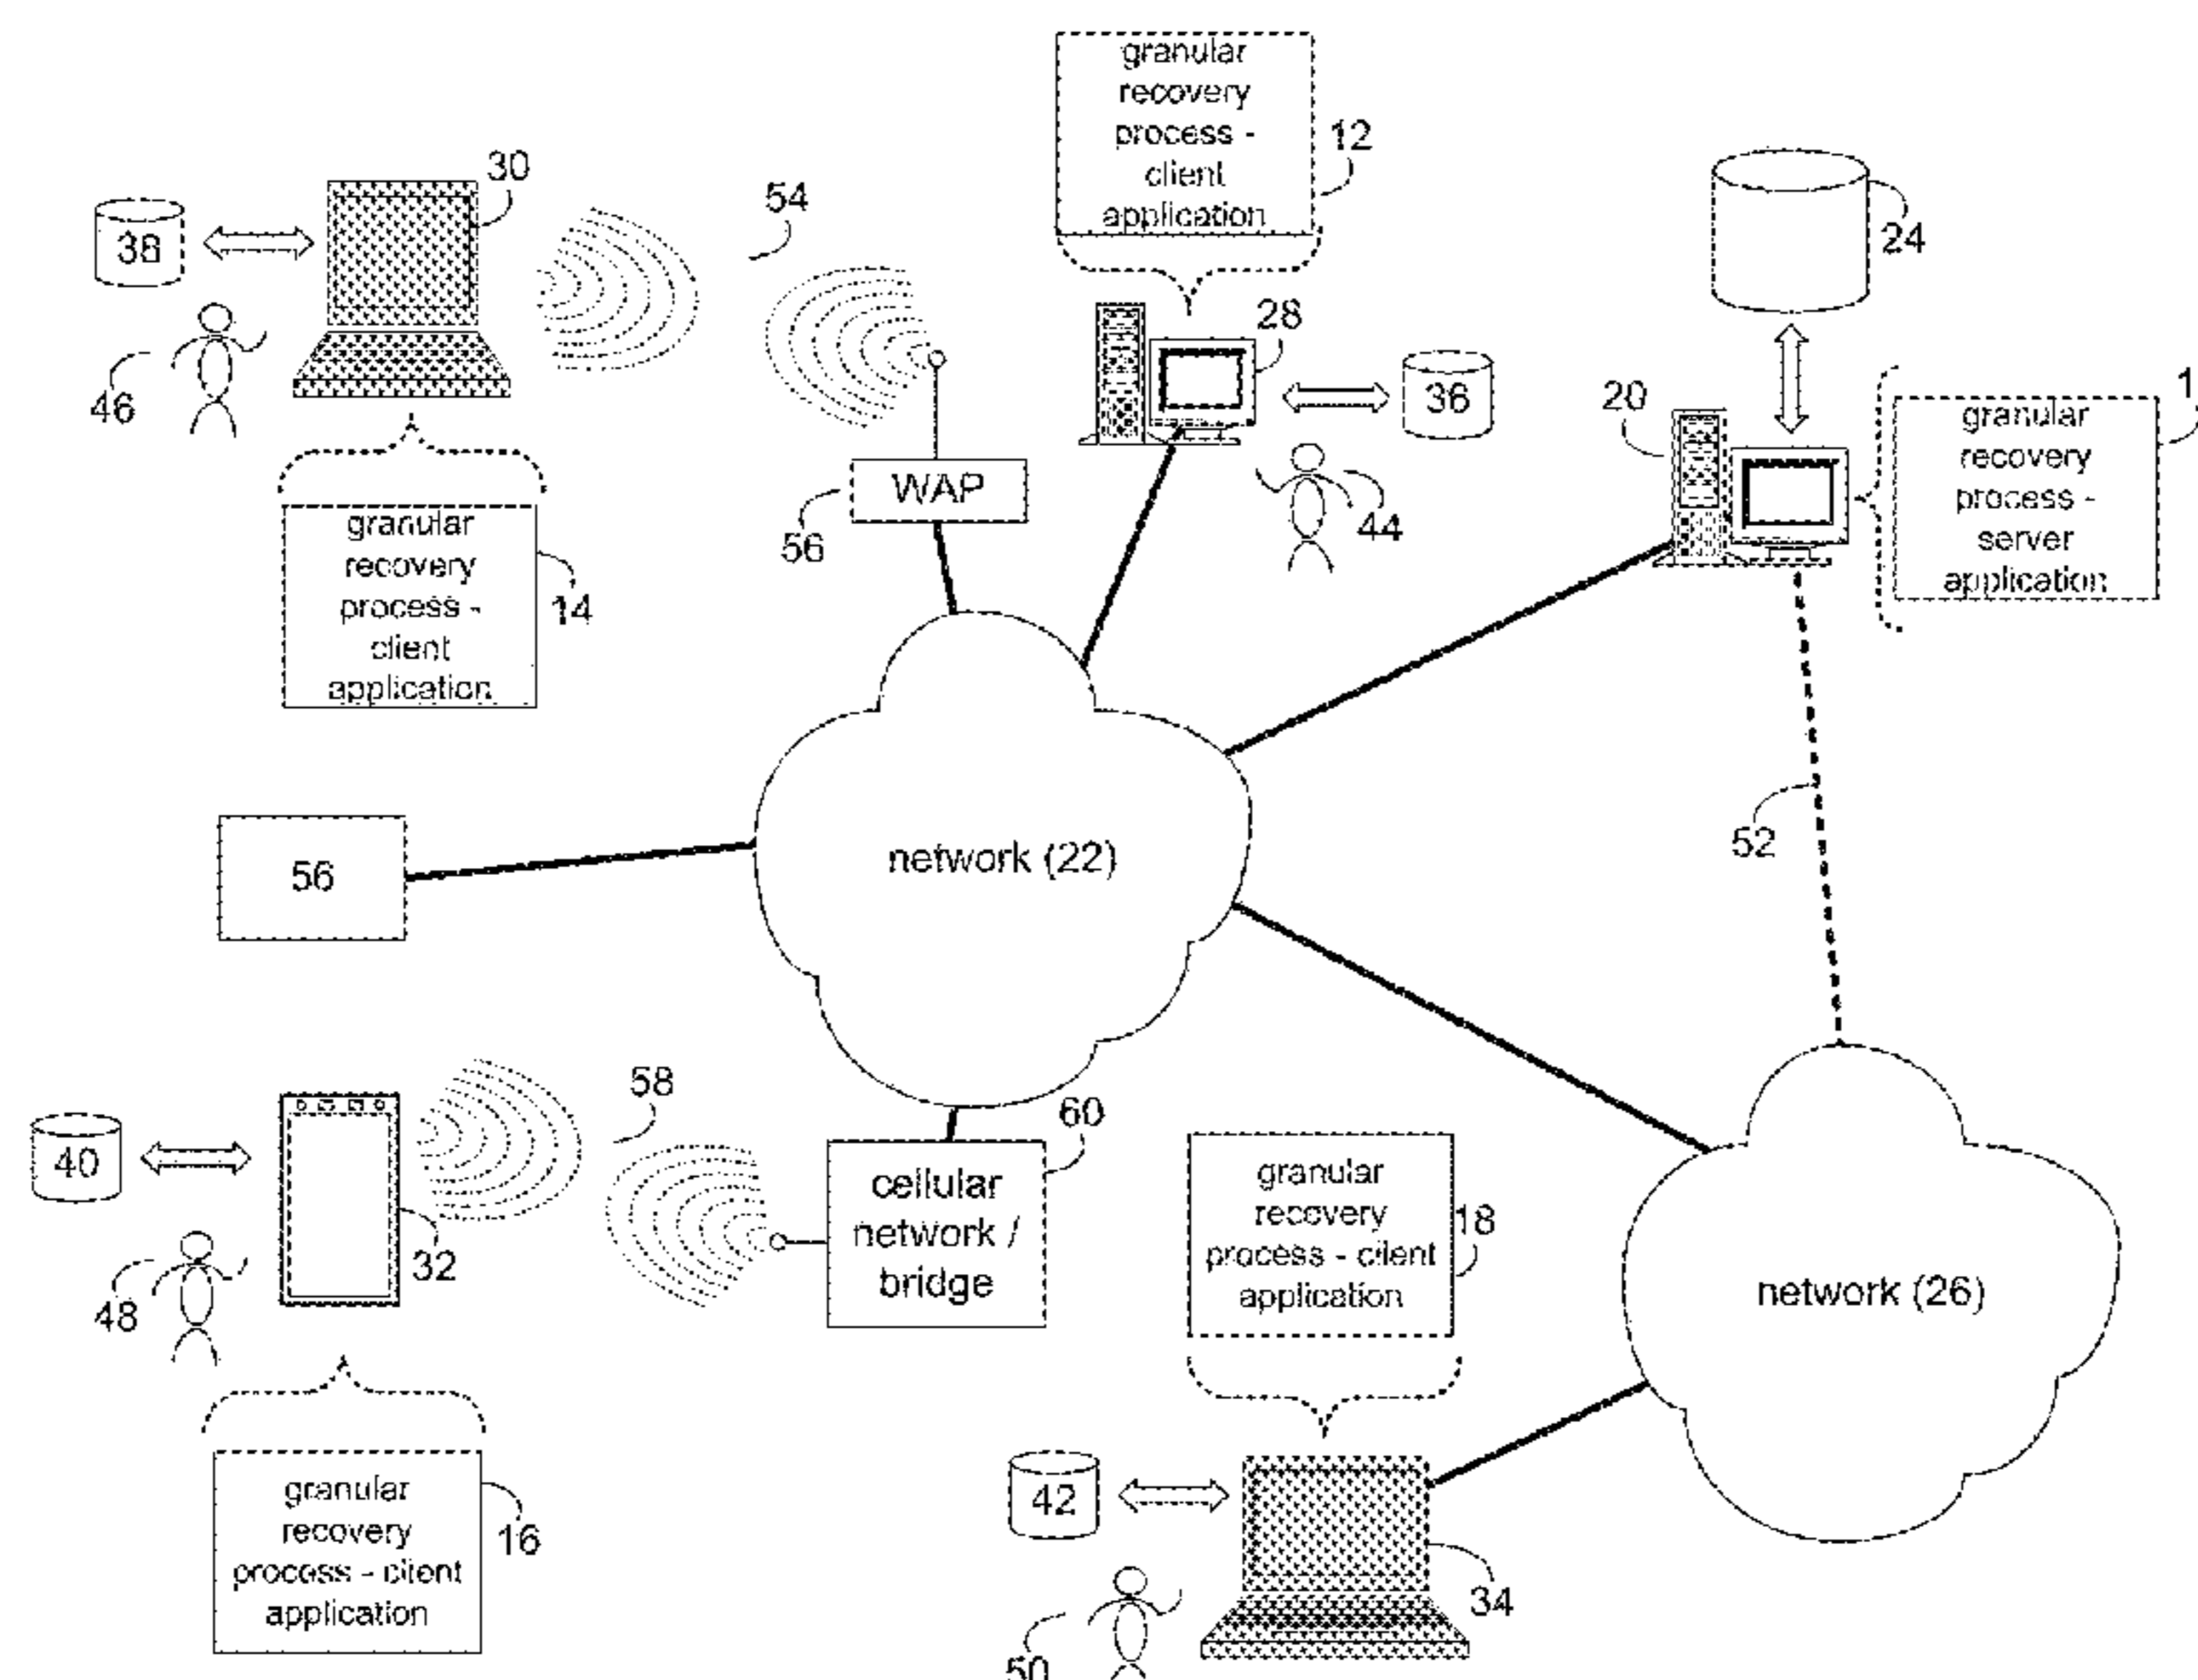 granular
recovery
process -
client
application
12
30
54
38
24
28
36
20
granular
recovery
process -
server
application
46
WAP
56
44
granular
recovery
process -
client
application
14
52
56
network (22)
58
60
40
cellular
network /
bridge
32
48
granular
recovery
process - client
application
18
network (26)
granular
recovery
process - client
application
16
42
34
50